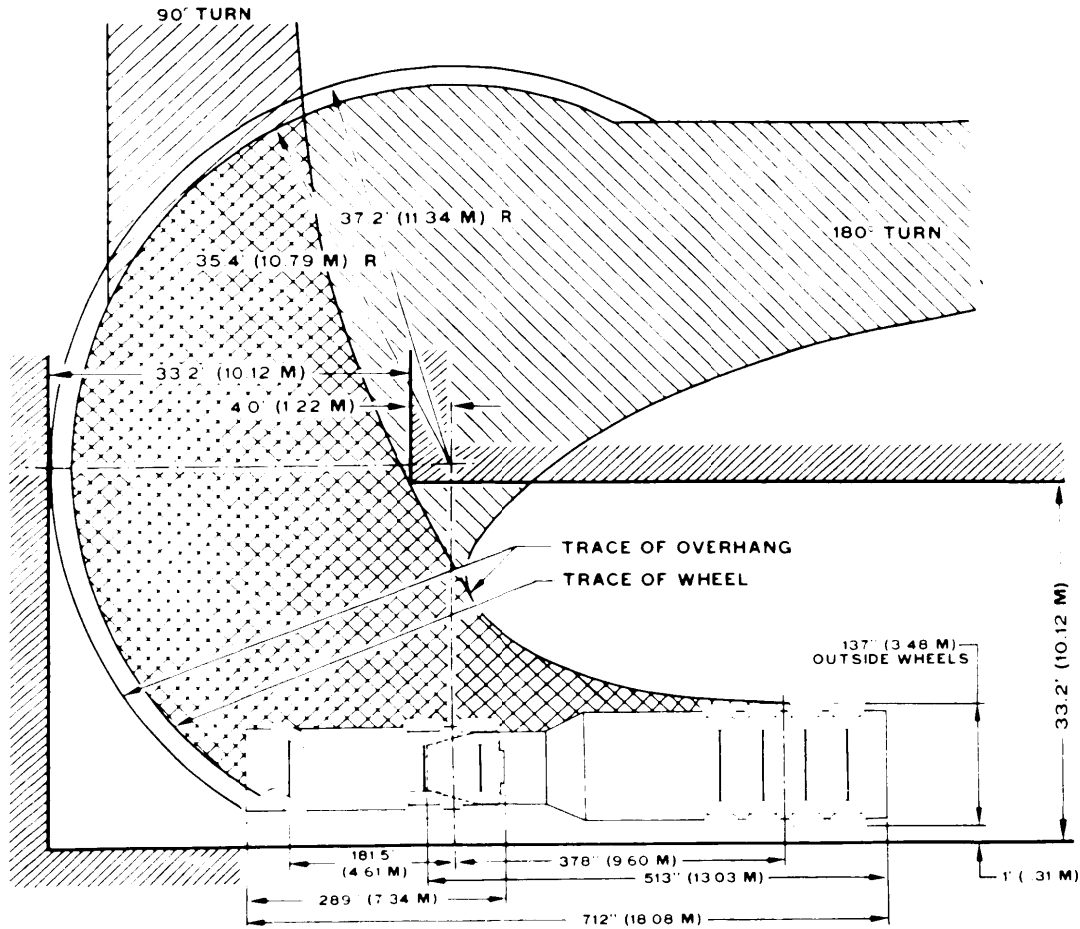 90° TURN
37.2' (11.34 M) R
180° TURN
35.4' (10.79 M) R
33.2' (10.12 M)
4.0' (1.22 M)
TRACE OF OVERHANG
TRACE OF WHEEL
137" (3.48 M)
OUTSIDE WHEELS
33.2' (10.12 M)
181.5"
(4.61 M)
378" (9.60 M)
513" (13.03 M)
1' (.31 M)
289" (7.34 M)
712" (18.08 M)